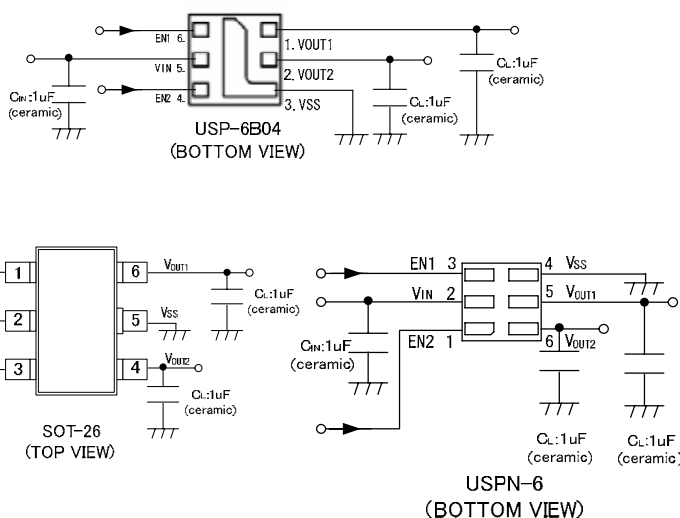 EN1 6.
VIN 5.
EN2 4.
1. VOUT1
2. VOUT2
3. VSS
CIN:1uF
(ceramic)
CL:1uF
(ceramic)
CL:1uF
(ceramic)
USP-6B04
(BOTTOM VIEW)
1
2
3
6
5
4
VOUT1
VSS
VOUT2
CL:1uF
(ceramic)
CL:1uF
(ceramic)
SOT-26
(TOP VIEW)
EN1 3
VIN 2
EN2 1
4 VSS
5 VOUT1
6 VOUT2
CIN:1uF
(ceramic)
CL:1uF
(ceramic)
CL:1uF
(ceramic)
USPN-6
(BOTTOM VIEW)